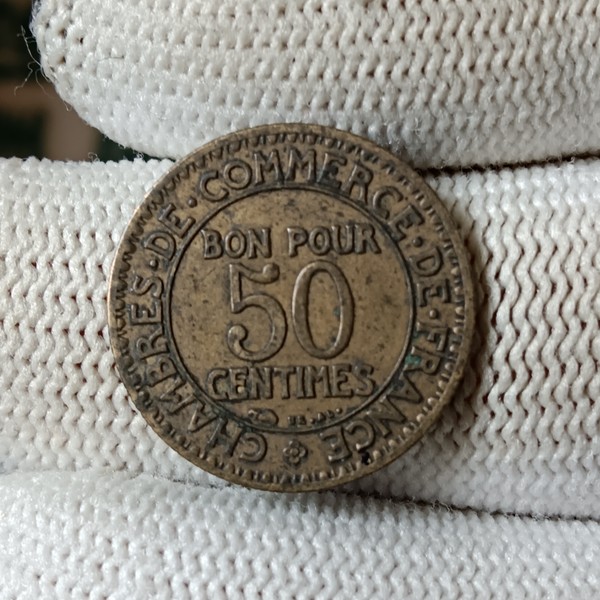 CHAMBRES·DE·COMMERCE·DE·FRANCE
BON POUR
50
CENTIMES